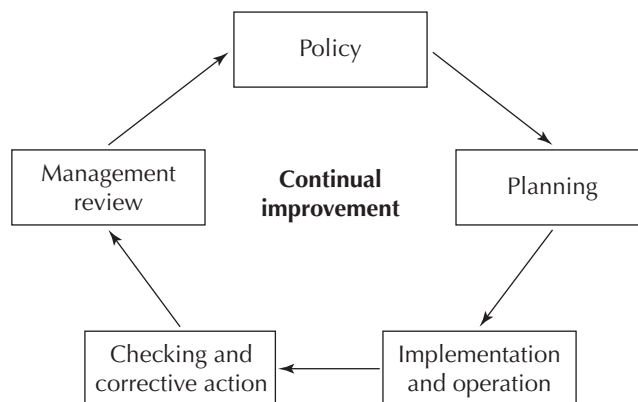 Policy
Planning
Implementation
and operation
Checking and
corrective action
Management
review
Continual
improvement